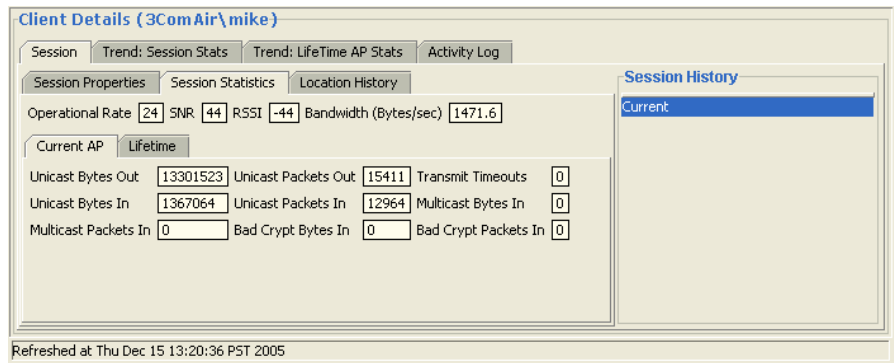 Client Details (3ComAir\mike)
Session Trend: Session Stats Trend: LifeTime AP Stats Activity Log
Session Properties Session Statistics Location History
Operational Rate 24 SNR 44 RSSI -44 Bandwidth (Bytes/sec) 1471.6
Current AP Lifetime
Unicast Bytes Out 13301523 Unicast Packets Out 15411 Transmit Timeouts 0
Unicast Bytes In 1367064 Unicast Packets In 12964 Multicast Bytes In 0
Multicast Packets In 0 Bad Crypt Bytes In 0 Bad Crypt Packets In 0
Session History
Current
Refreshed at Thu Dec 15 13:20:36 PST 2005